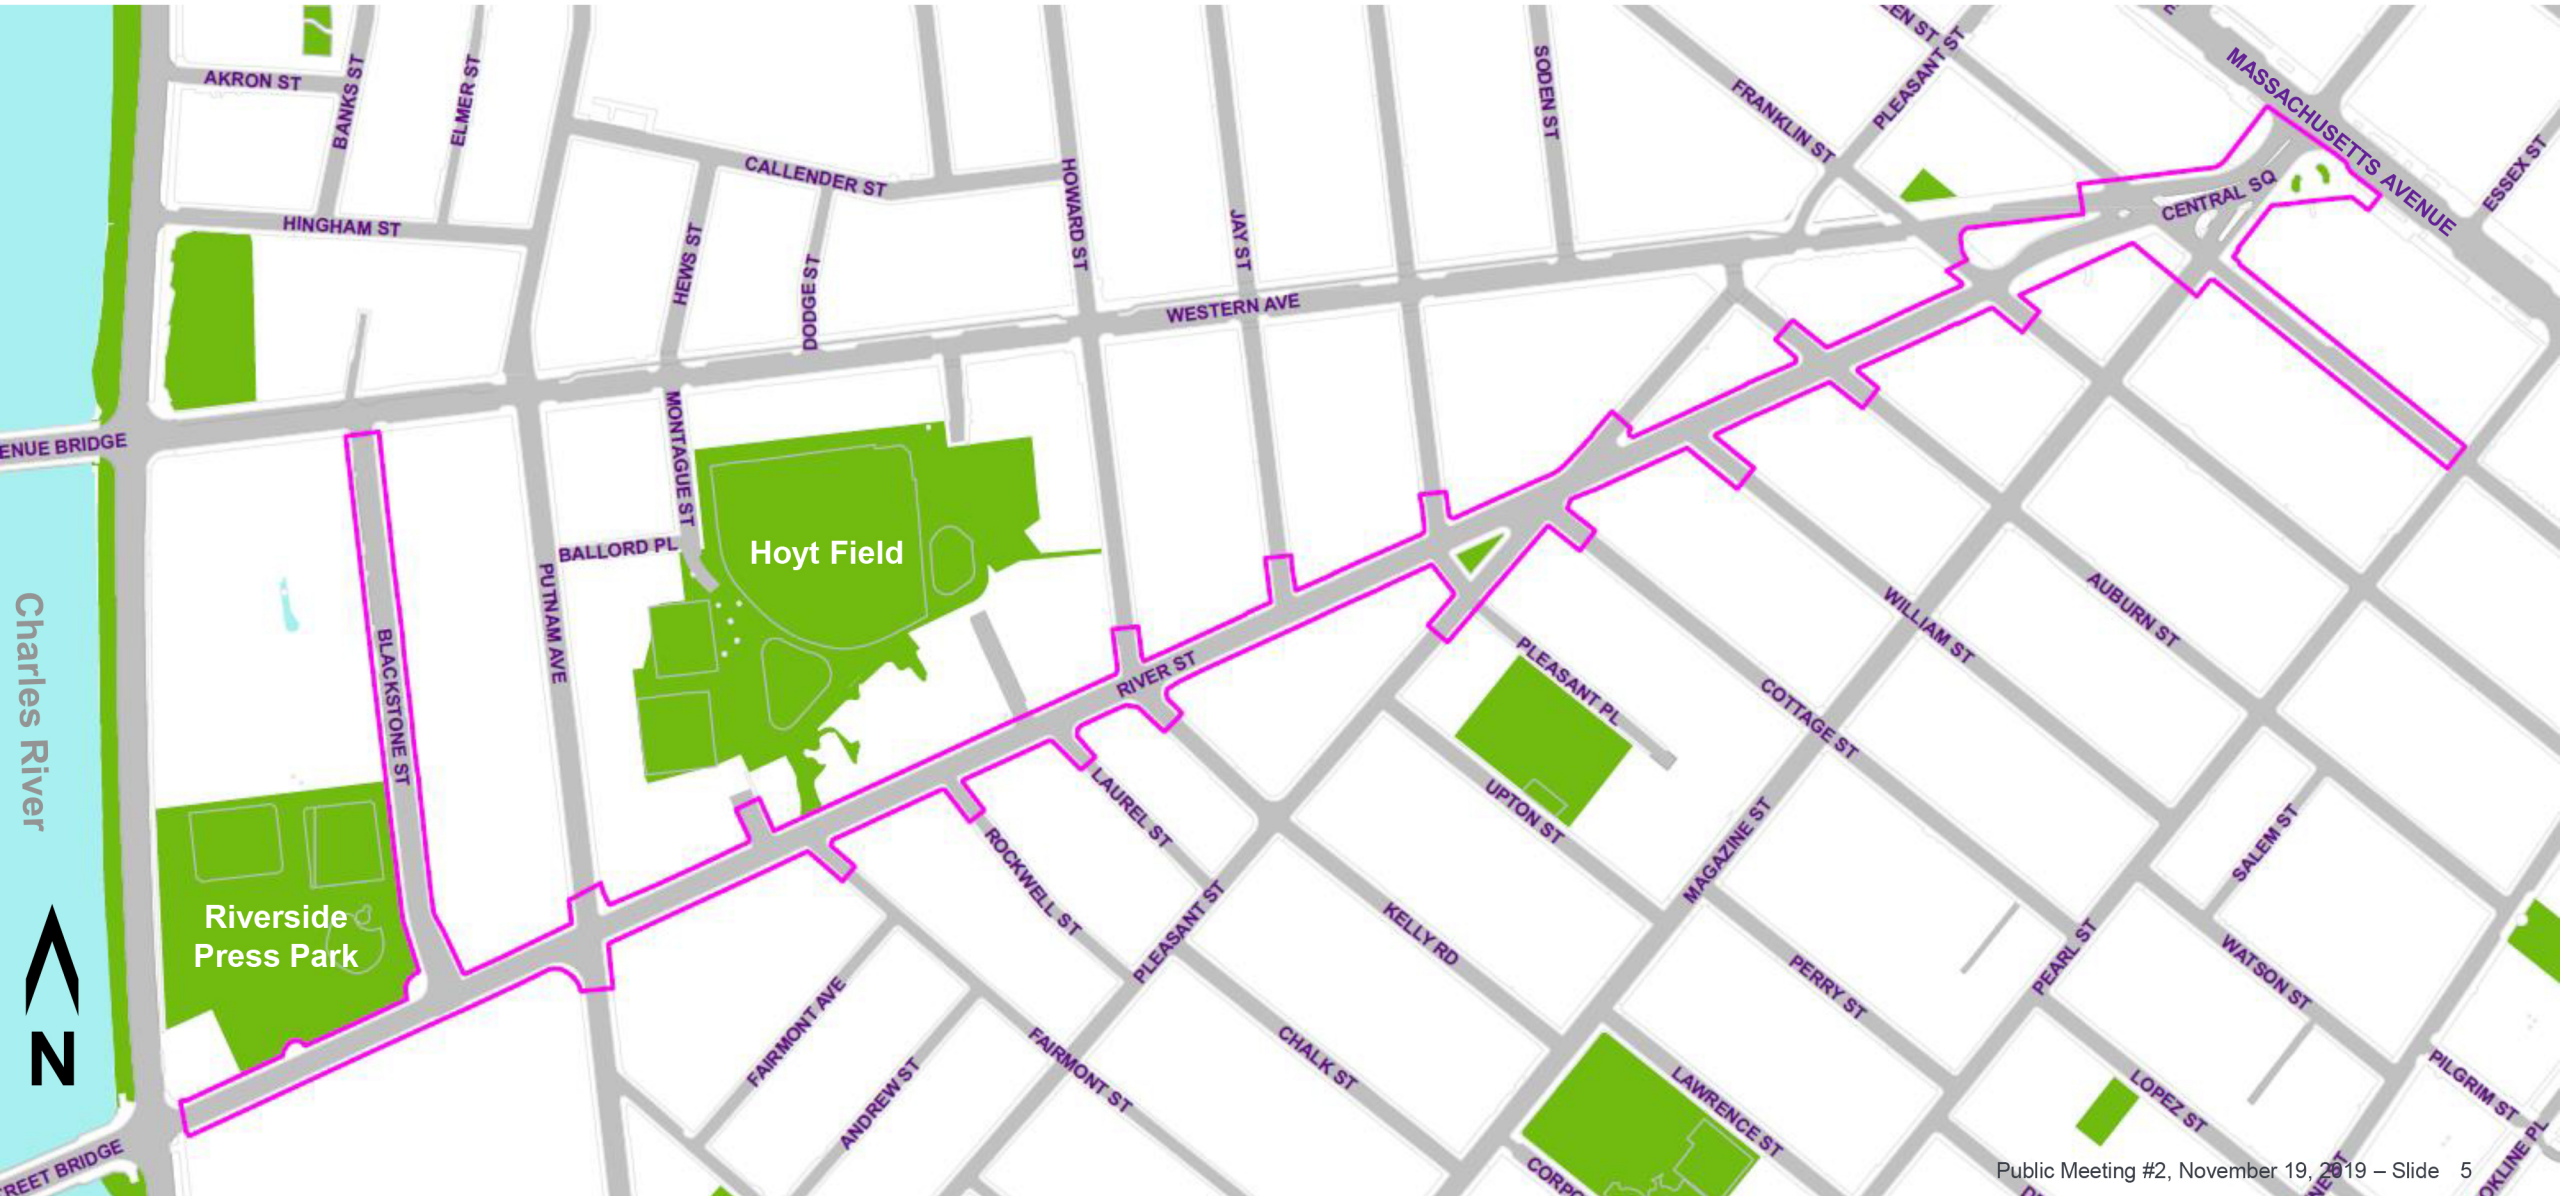 AKRON ST
BANKS ST
ELMER ST
HINGHAM ST
CALLENDER ST
HEWS ST
DODGE ST
HOWARD ST
JAY ST
SODEN ST
FRANKLIN ST
PLEASANT ST
MASSACHUSETTS AVENUE
ESSEX ST
CENTRAL SQ
WESTERN AVE
ENUE BRIDGE
MONTAGUE ST
BALLORD PL
PUTNAM AVE
Hoyt Field
BLACKSTONE ST
Charles River
Riverside
Press Park
N
REET BRIDGE
RIVER ST
LAUREL ST
ROCKWELL ST
PLEASANT ST
PLEASANT PL
UPTON ST
KELLY RD
CHALK ST
FAIRMONT AVE
ANDREW ST
FAIRMONT ST
MAGAZINE ST
COTTAGE ST
WILLIAM ST
AUBURN ST
PERRY ST
PEARL ST
SALEM ST
WATSON ST
LAWRENCE ST
LOPEZ ST
PILGRIM ST
OKLINE PL
CORPO
Public Meeting #2, November 19, 2019 – Slide 5